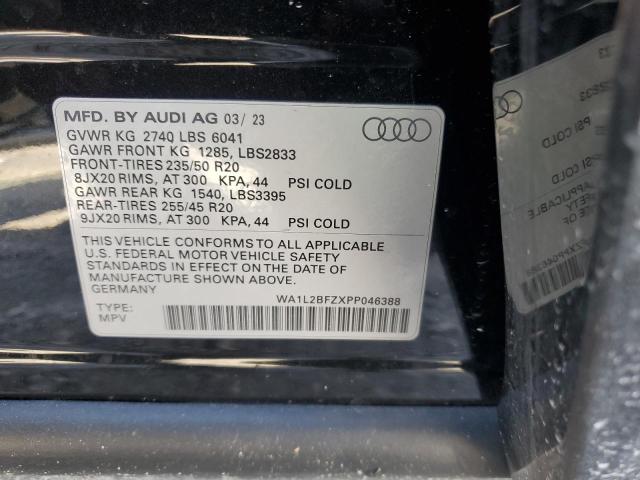 MFD. BY AUDI AG 03/ 23
GVWR KG 2740 LBS 6041
GAWR FRONT KG 1285, LBS2833
FRONT-TIRES 235/50 R20
8JX20 RIMS, AT 300 KPA, 44 PSI COLD
GAWR REAR KG 1540, LBS3395
REAR-TIRES 255/45 R20
9JX20 RIMS, AT 300 KPA, 44 PSI COLD
THIS VEHICLE CONFORMS TO ALL APPLICABLE
U.S. FEDERAL MOTOR VEHICLE SAFETY
STANDARDS IN EFFECT ON THE DATE OF
MANUFACTURE SHOWN ABOVE.
GERMANY
WA1L2BFZXPP046388
TYPE:
MPV